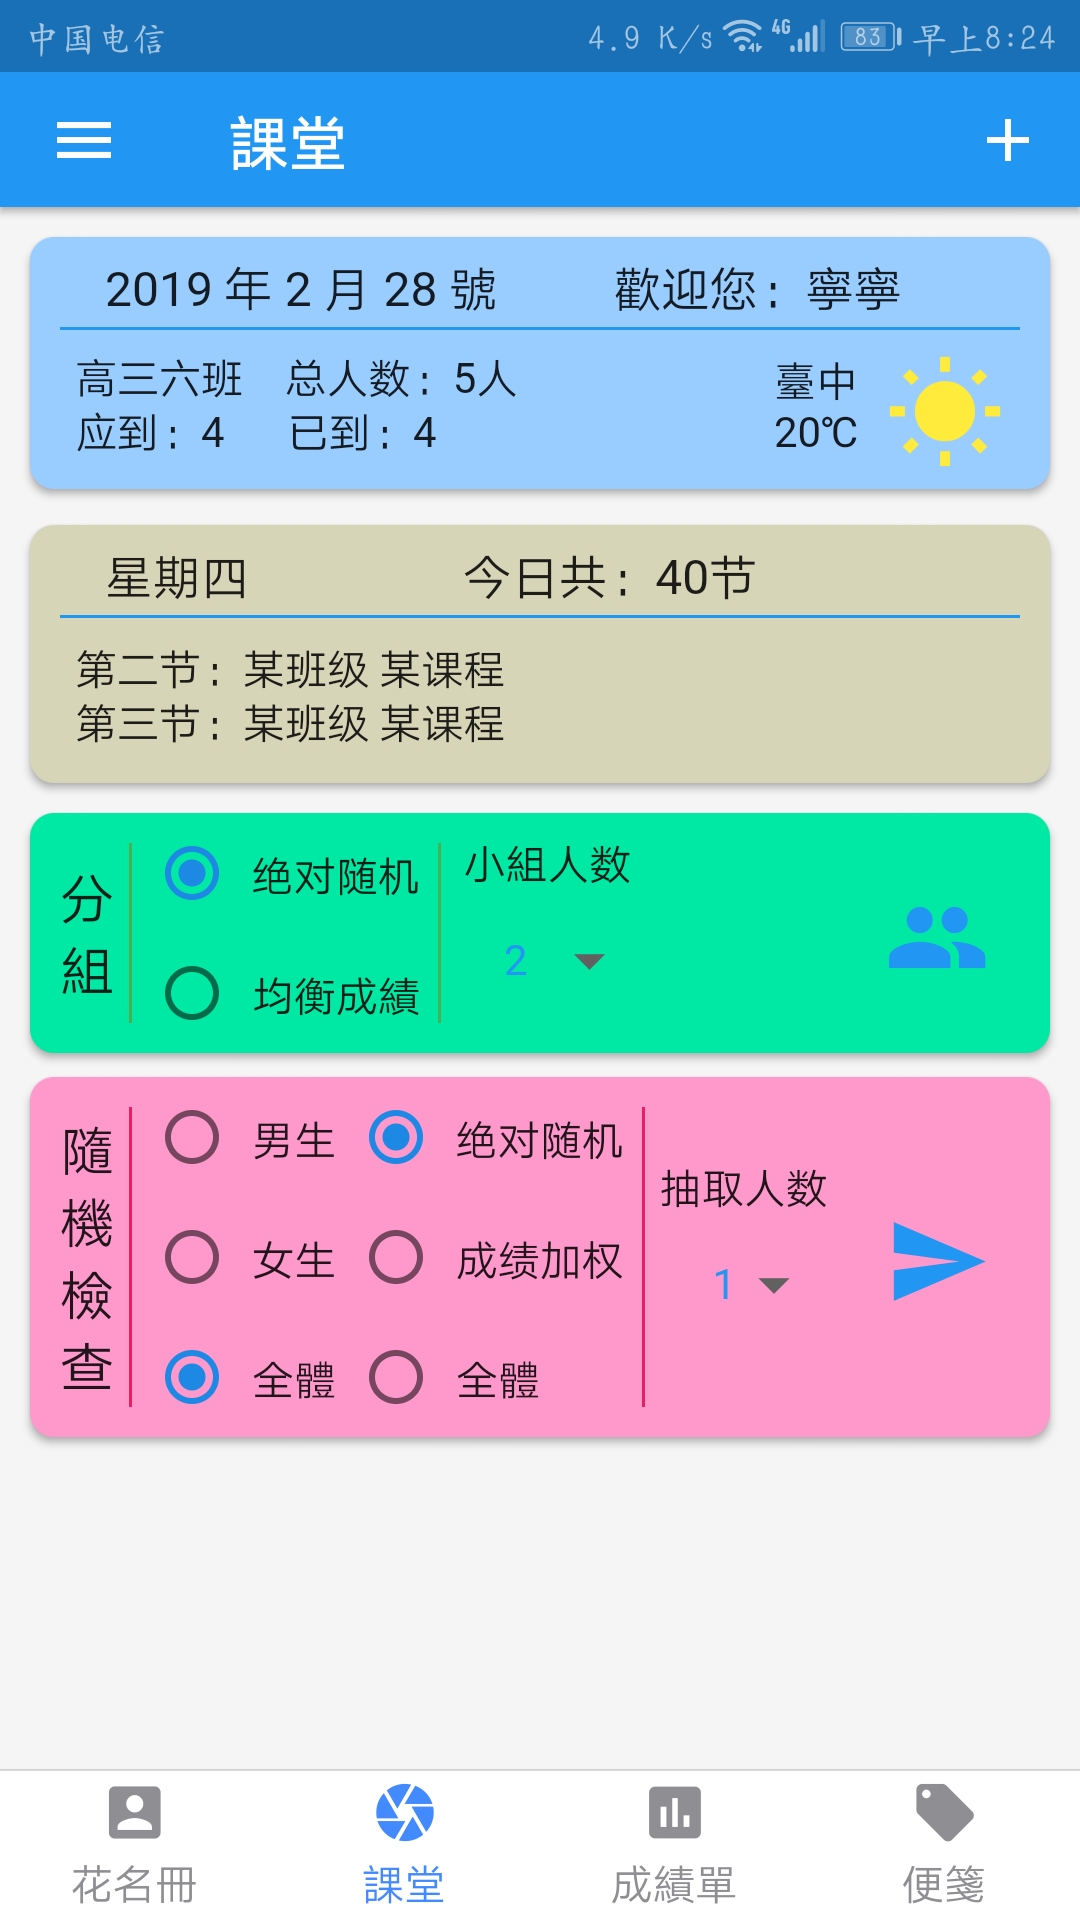 中国电信 4.9 K/s 4G 83 早上8:24
課堂
2019 年 2 月 28 號 歡迎您: 寧寧
高三六班 总人数: 5人
应到: 4 已到: 4
臺中
20℃
星期四 今日共: 40节
第二节: 某班级 某课程
第三节: 某班级 某课程
分組
绝对随机
均衡成績
小組人数
2
隨機檢查
男生 绝对随机
女生 成绩加权
全體 全體
抽取人数
1
花名冊 課堂 成績單 便箋